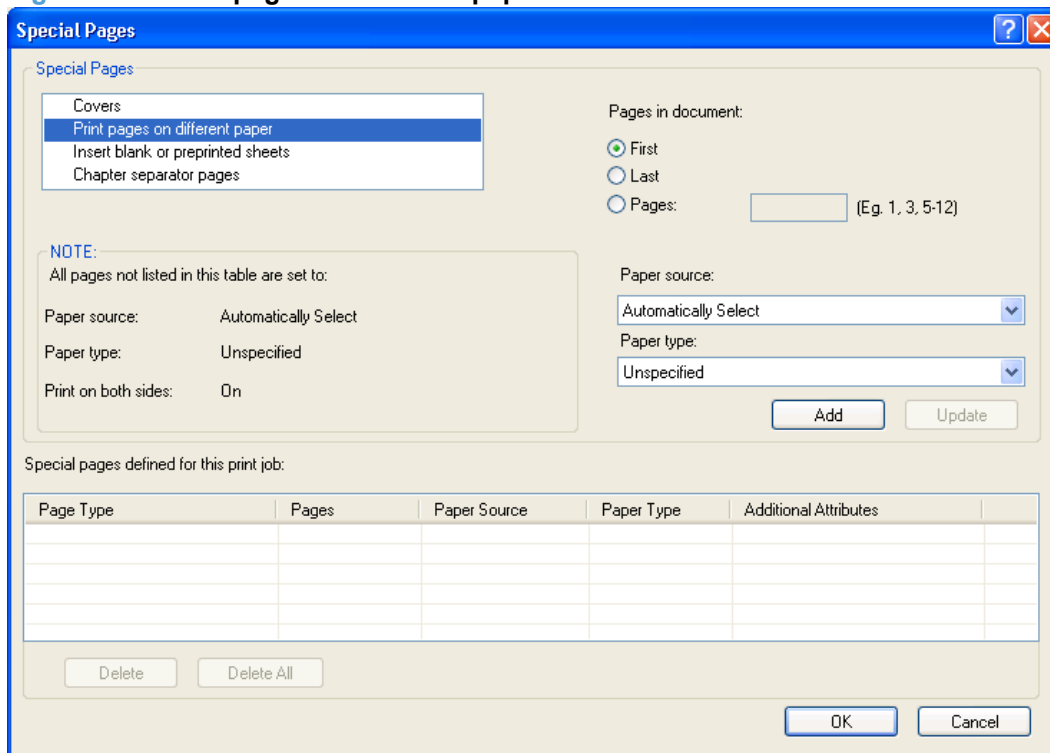 Special Pages
Special Pages
Covers
Print pages on different paper
Insert blank or preprinted sheets
Chapter separator pages
Pages in document:
First
Last
Pages:
(Eg. 1, 3, 5-12)
NOTE:
All pages not listed in this table are set to:
Paper source: Automatically Select
Paper type: Unspecified
Print on both sides: On
Paper source:
Automatically Select
Paper type:
Unspecified
Add Update
Special pages defined for this print job:
Page Type Pages Paper Source Paper Type Additional Attributes
Delete Delete All
OK Cancel